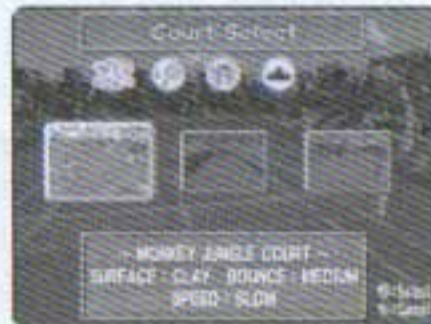 Court Select
~ MONKEY JUNGLE COURT ~
SURFACE : CLAY BOUNCE : MEDIUM
SPEED : SLOW